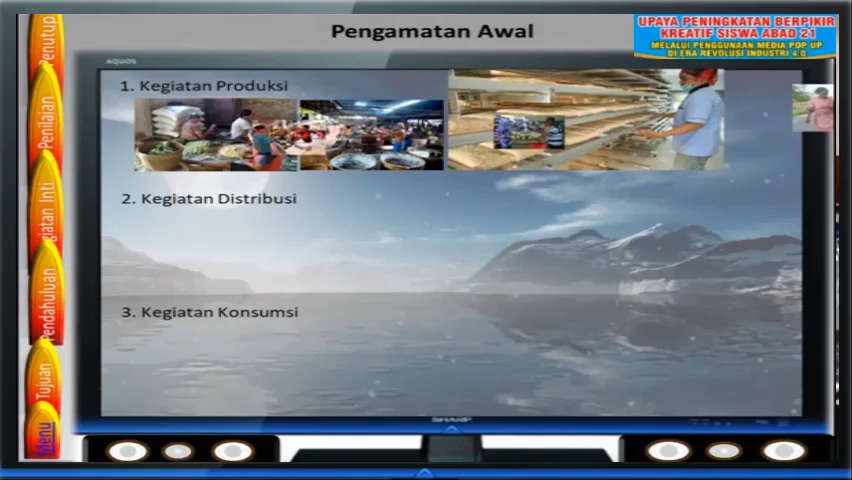 Pengamatan Awal
UPAYA PENINGKATAN BERPIKIR
KREATIF SISWA ABAD 21
MELALUI PENGGUNAAN MEDIA POP UP
DI ERA REVOLUSI INDUSTRI 4.0
AQUOS
1. Kegiatan Produksi
2. Kegiatan Distribusi
3. Kegiatan Konsumsi
SHARP
Penutup
Penilaian
giatan Inti
Pendahuluan
Tujuan
Menu